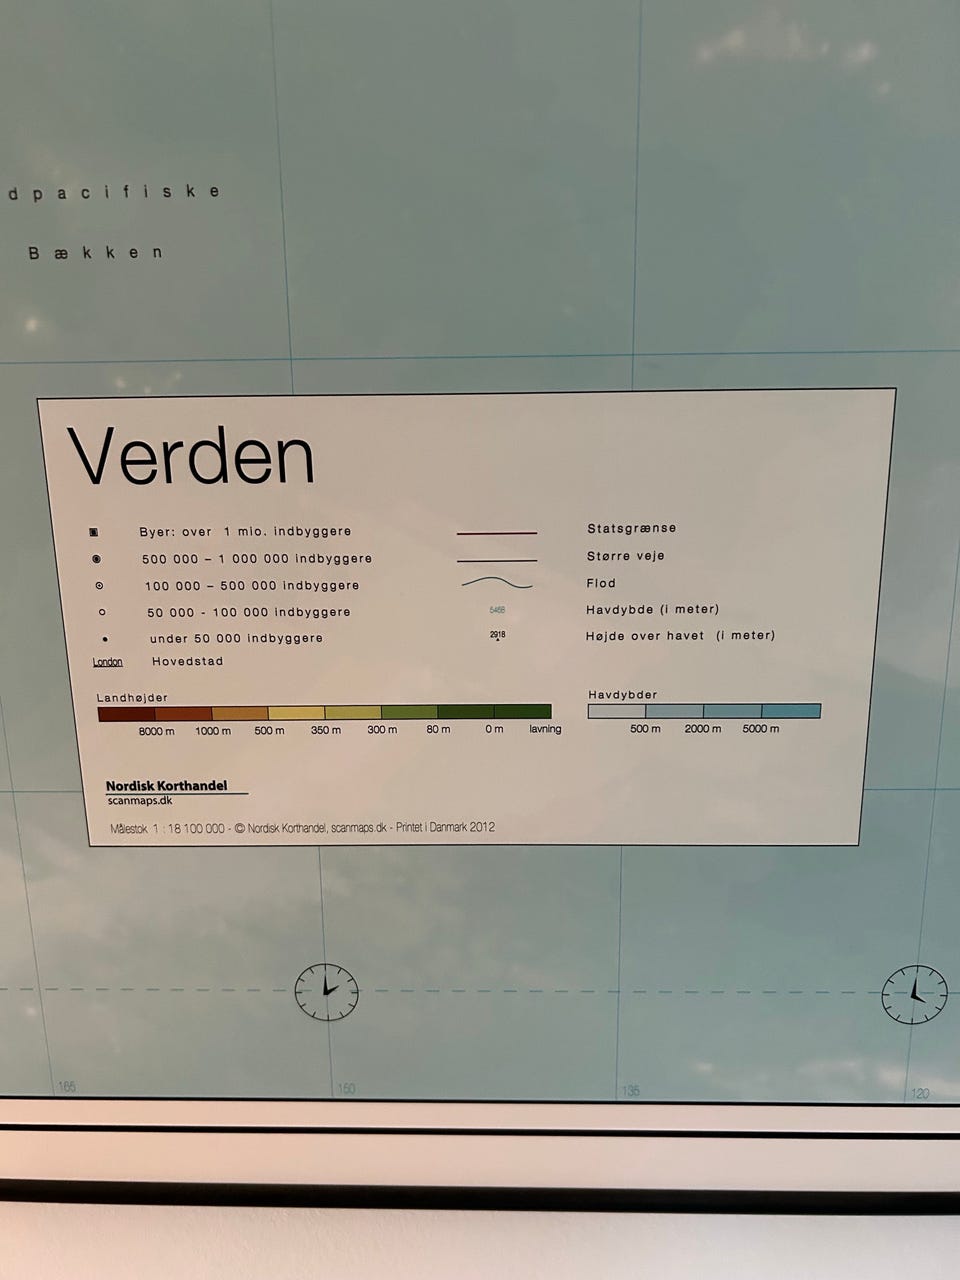 dpacifiske
Bækken
Verden
Byer: over 1 mio. indbyggere
500 000 – 1 000 000 indbyggere
100 000 – 500 000 indbyggere
50 000 - 100 000 indbyggere
under 50 000 indbyggere
London Hovedstad
Statsgrænse
Større veje
Flod
5468 Havdybde (i meter)
2918 Højde over havet (i meter)
Landhøjder
8000 m 1000 m 500 m 350 m 300 m 80 m 0 m lavning
Havdybder
500 m 2000 m 5000 m
Nordisk Korthandel
scanmaps.dk
Målestok 1 : 18 100 000 - © Nordisk Korthandel, scanmaps.dk - Printet i Danmark 2012
165 150 135 120